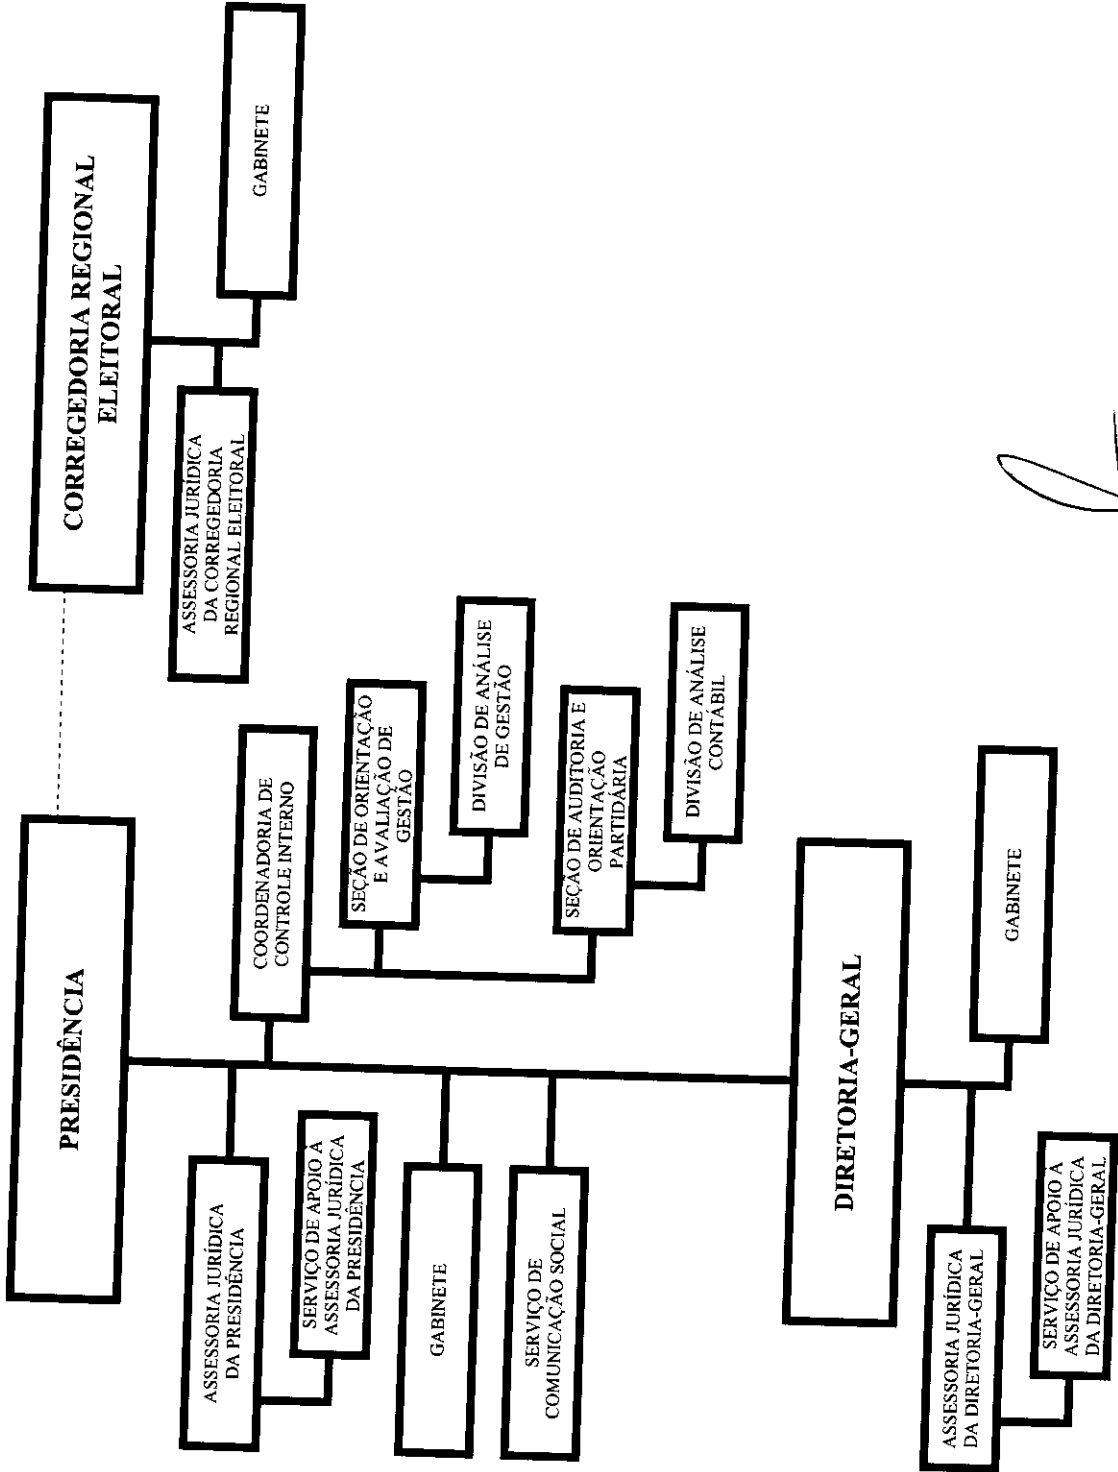 PRESIDÊNCIA
CORREGEDORIA REGIONAL
ELEITORAL
ASSESSORIA JURÍDICA
DA PRESIDÊNCIA
SERVIÇO DE APOIO À
ASSESSORIA JURÍDICA
DA PRESIDÊNCIA
GABINETE
SERVIÇO DE
COMUNICAÇÃO SOCIAL
COORDENADORIA DE
CONTROLE INTERNO
SEÇÃO DE ORIENTAÇÃO
E AVALIAÇÃO DE
GESTÃO
DIVISÃO DE ANÁLISE
DE GESTÃO
SEÇÃO DE AUDITORIA E
ORIENTAÇÃO
PARTIDÁRIA
DIVISÃO DE ANÁLISE
CONTÁBIL
ASSESSORIA JURÍDICA
DA CORREGEDORIA
REGIONAL ELEITORAL
GABINETE
DIRETORIA-GERAL
ASSESSORIA JURÍDICA
DA DIRETORIA-GERAL
SERVIÇO DE APOIO À
ASSESSORIA JURÍDICA
DA DIRETORIA-GERAL
GABINETE